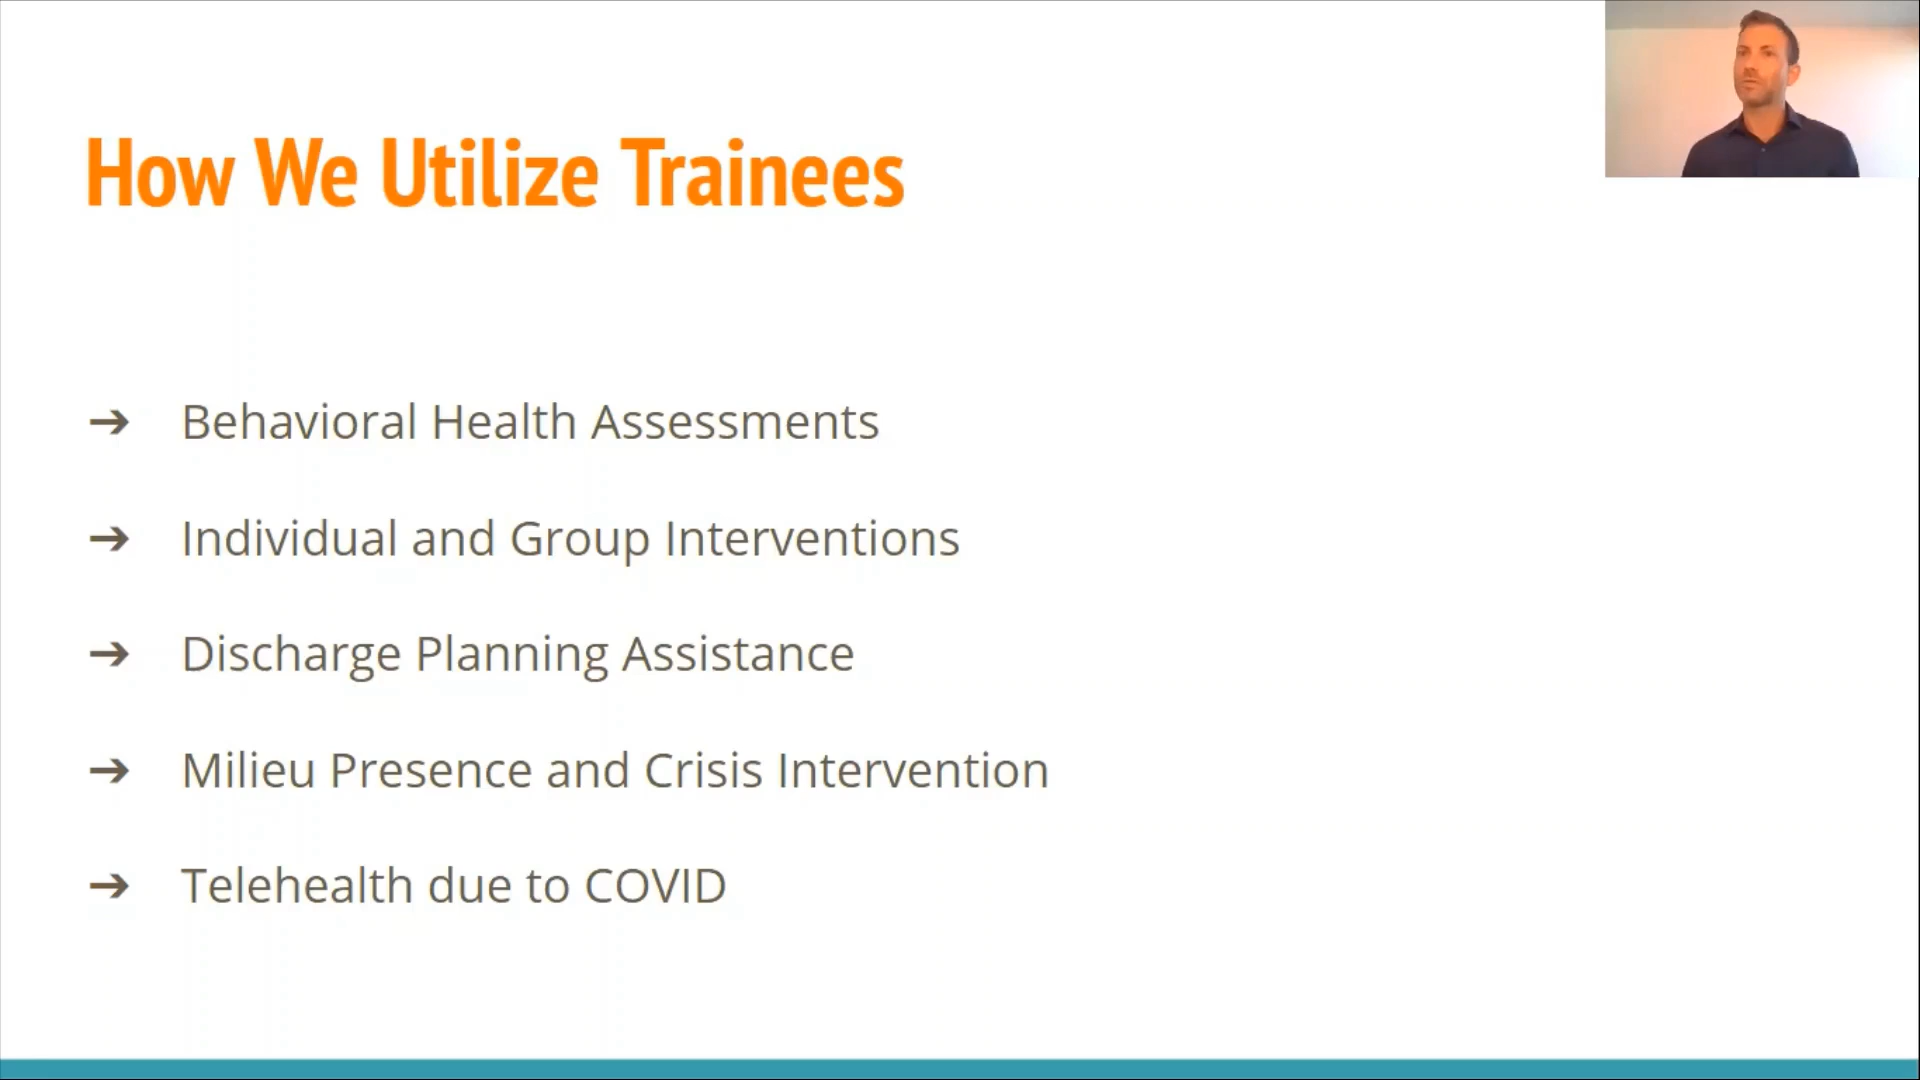 How We Utilize Trainees
➔ Behavioral Health Assessments
➔ Individual and Group Interventions
➔ Discharge Planning Assistance
➔ Milieu Presence and Crisis Intervention
➔ Telehealth due to COVID